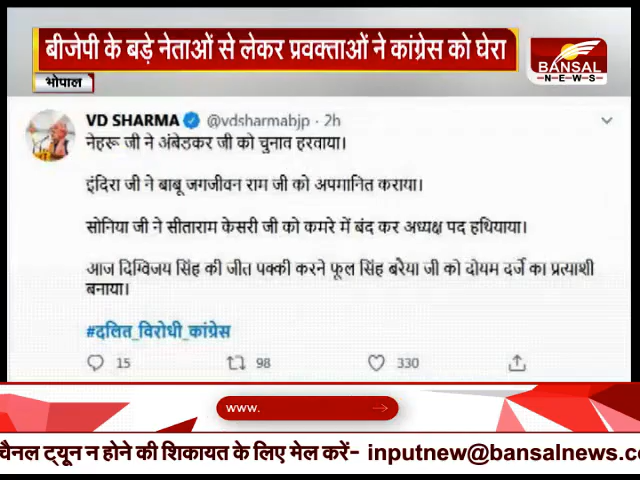 बीजेपी के बड़े नेताओं से लेकर प्रवक्ताओं ने कांग्रेस को घेरा
BANSAL
NEWS
भोपाल
VD SHARMA @vdsharmabjp · 2h
नेहरू जी ने अंबेडकर जी को चुनाव हरवाया।
इंदिरा जी ने बाबू जगजीवन राम जी को अपमानित कराया।
सोनिया जी ने सीताराम केसरी जी को कमरे में बंद कर अध्यक्ष पद हथियाया।
आज दिग्विजय सिंह की जीत पक्की करने फूल सिंह बरैया जी को दोयम दर्जे का प्रत्याशी
बनाया।
#दलित_विरोधी_कांग्रेस
15 98 330
www.
चैनल ट्यून न होने की शिकायत के लिए मेल करें- inputnew@bansalnews.co